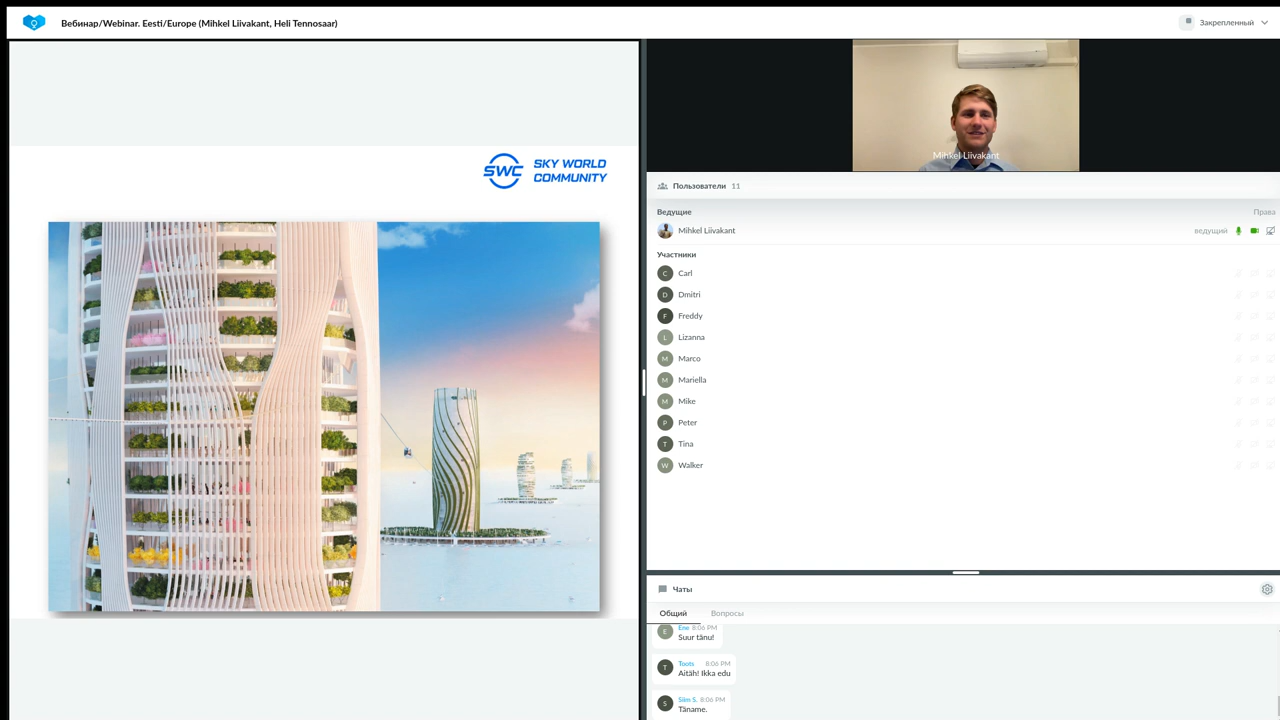 Вебинар/Webinar. Eesti/Europe (Mihkel Liivakant, Heli Tennosaar)
Закрепленный
SWC SKY WORLD
COMMUNITY
Mihkel Liivakant
Пользователи 11
Ведущие Права
Mihkel Liivakant ведущий
Участники
C Carl
D Dmitri
F Freddy
L Lizanna
M Marco
M Mariella
M Mike
P Peter
T Tina
W Walker
Чаты
Общий Вопросы
E Ene 8:06 PM
Suur tänu!
T Toots 8:06 PM
Aitäh! Ikka edu
S Siim S. 8:06 PM
Täname.